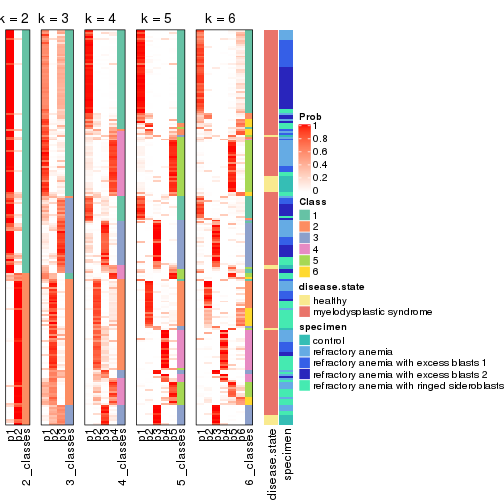 k = 2 k = 3 k = 4 k = 5 k = 6
Prob
1
0.8
0.6
0.4
0.2
0
Class
1
2
3
4
5
6
disease.state
healthy
myelodysplastic syndrome
specimen
control
refractory anemia
refractory anemia with excess blasts 1
refractory anemia with excess blasts 2
refractory anemia with ringed sideroblasts
p1
p2
2_classes
p1
p2
p3
3_classes
p1
p2
p3
p4
4_classes
p1
p2
p3
p4
p5
5_classes
p1
p2
p3
p4
p5
p6
6_classes
disease.state
specimen